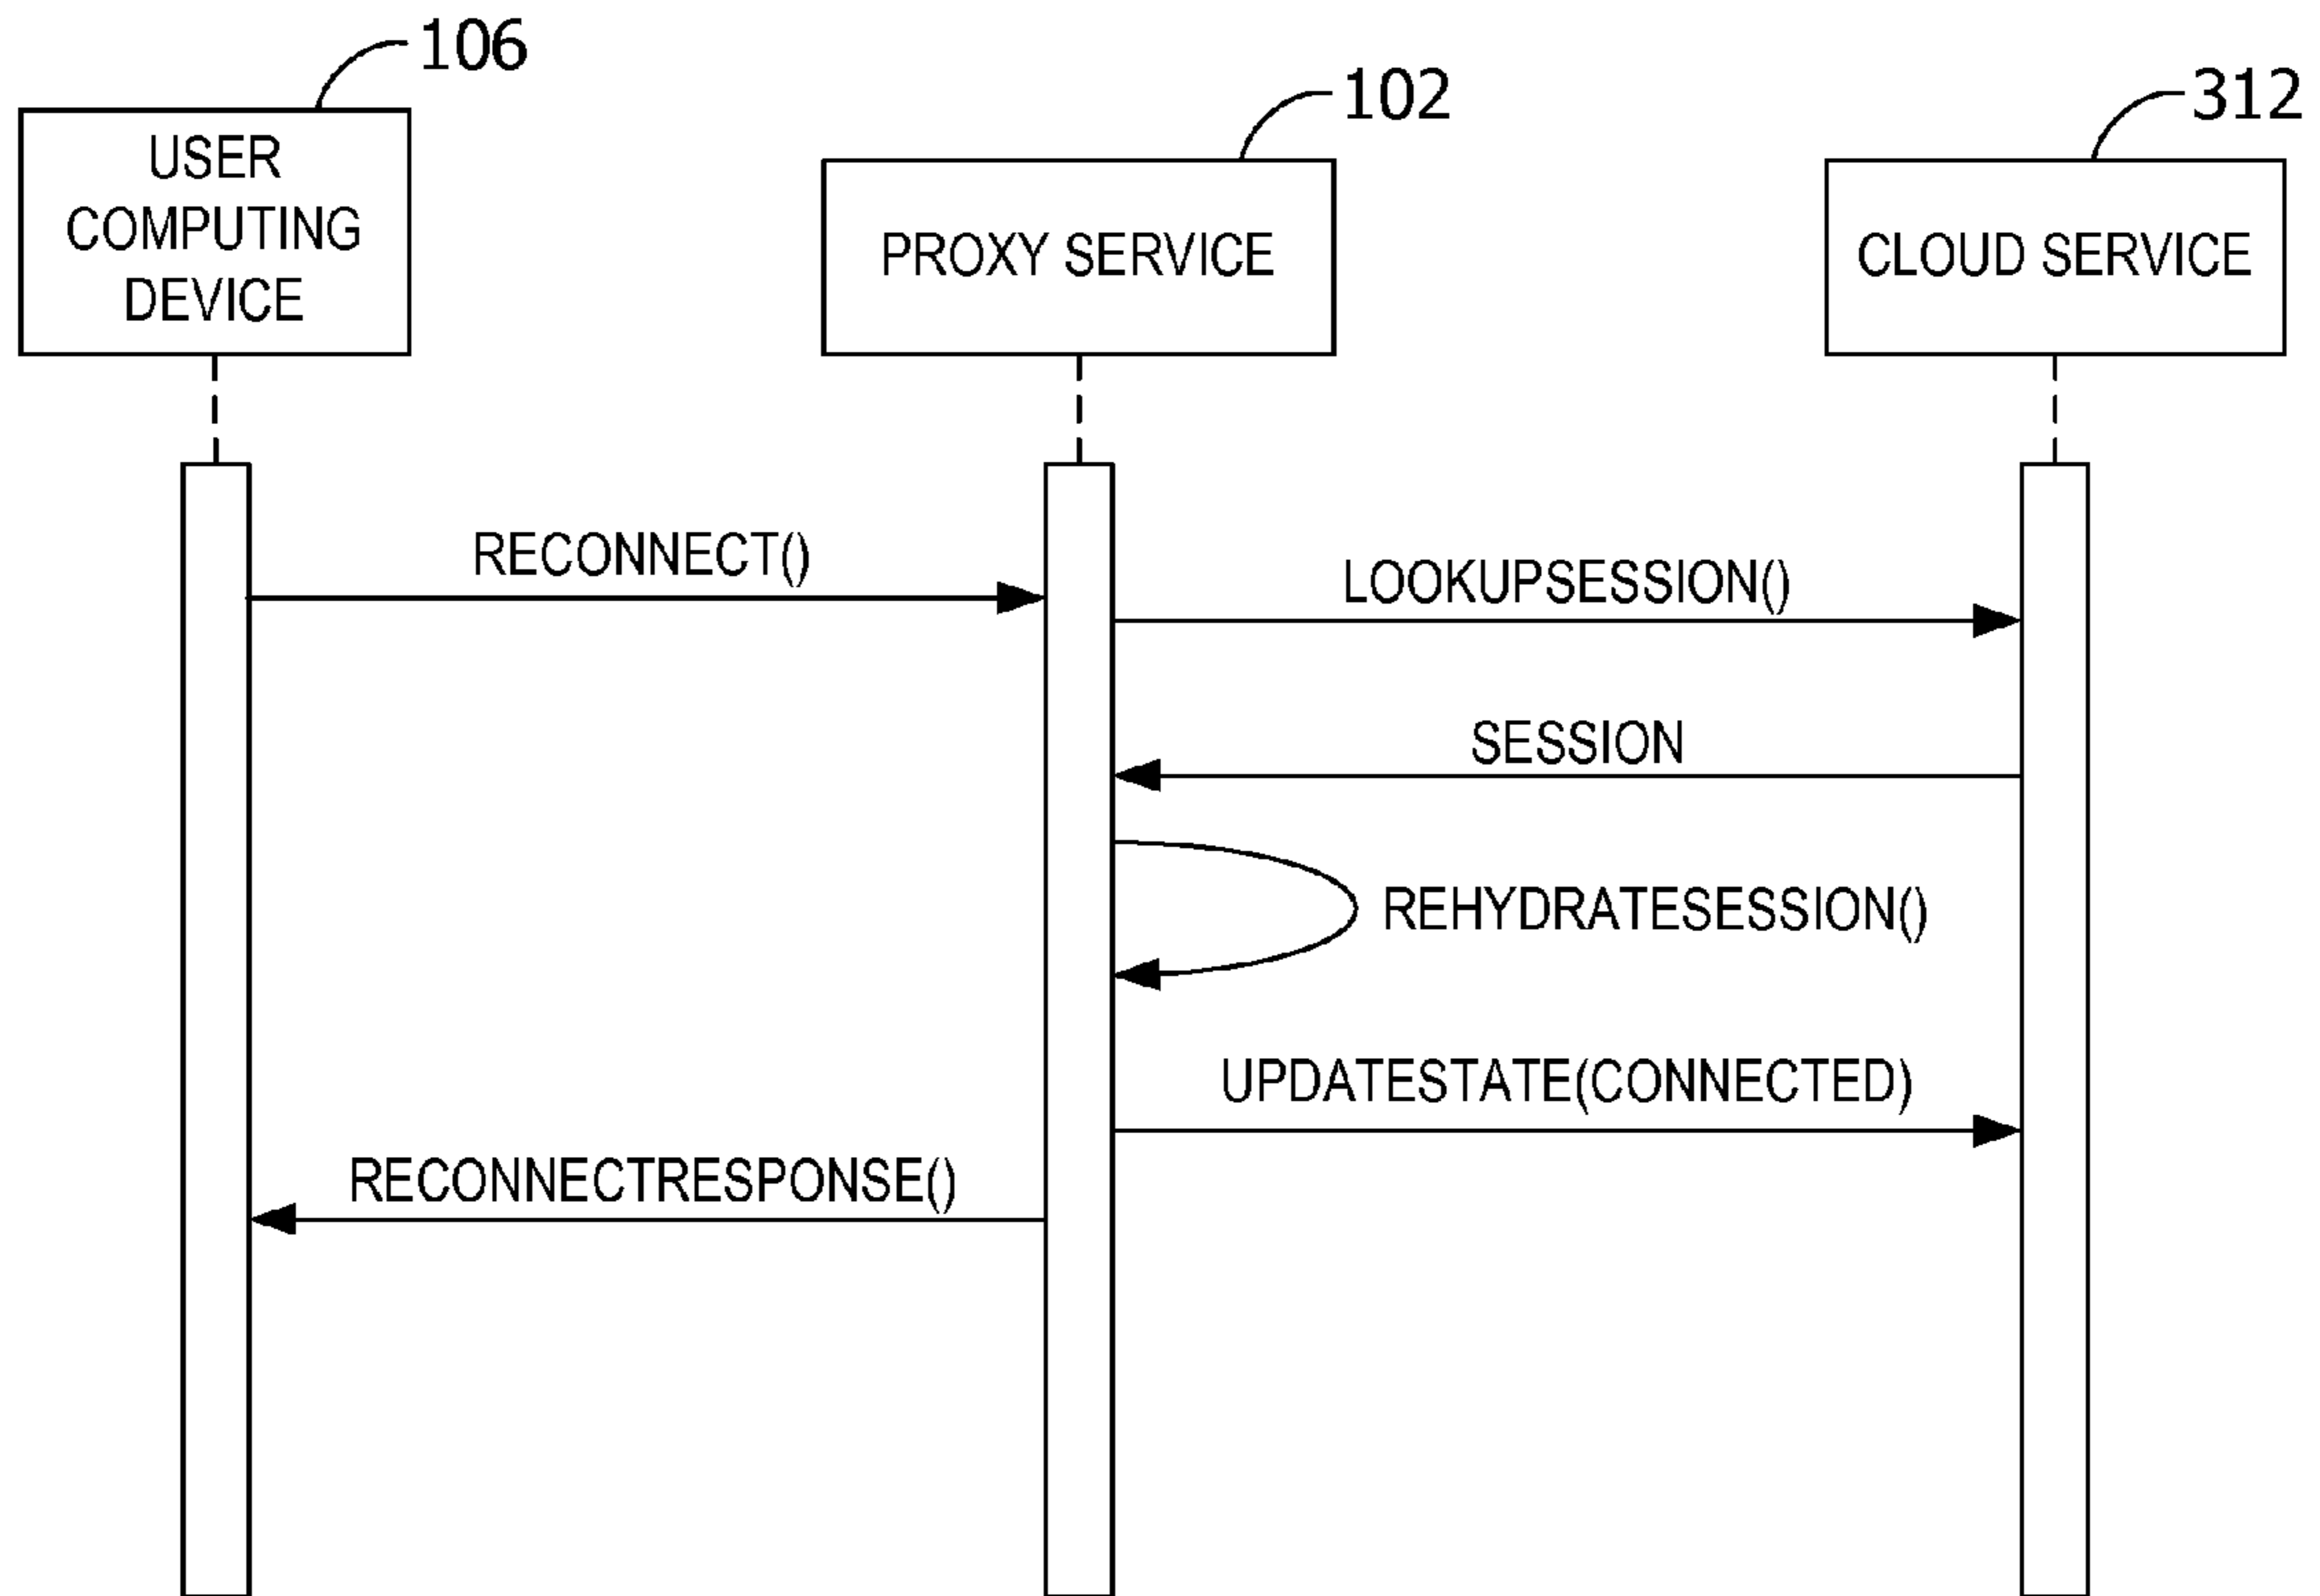 106
102
312
USER
COMPUTING
DEVICE
PROXY SERVICE
CLOUD SERVICE
RECONNECT()
LOOKUPSESSION()
SESSION
REHYDRATESESSION()
UPDATESTATE(CONNECTED)
RECONNECTRESPONSE()